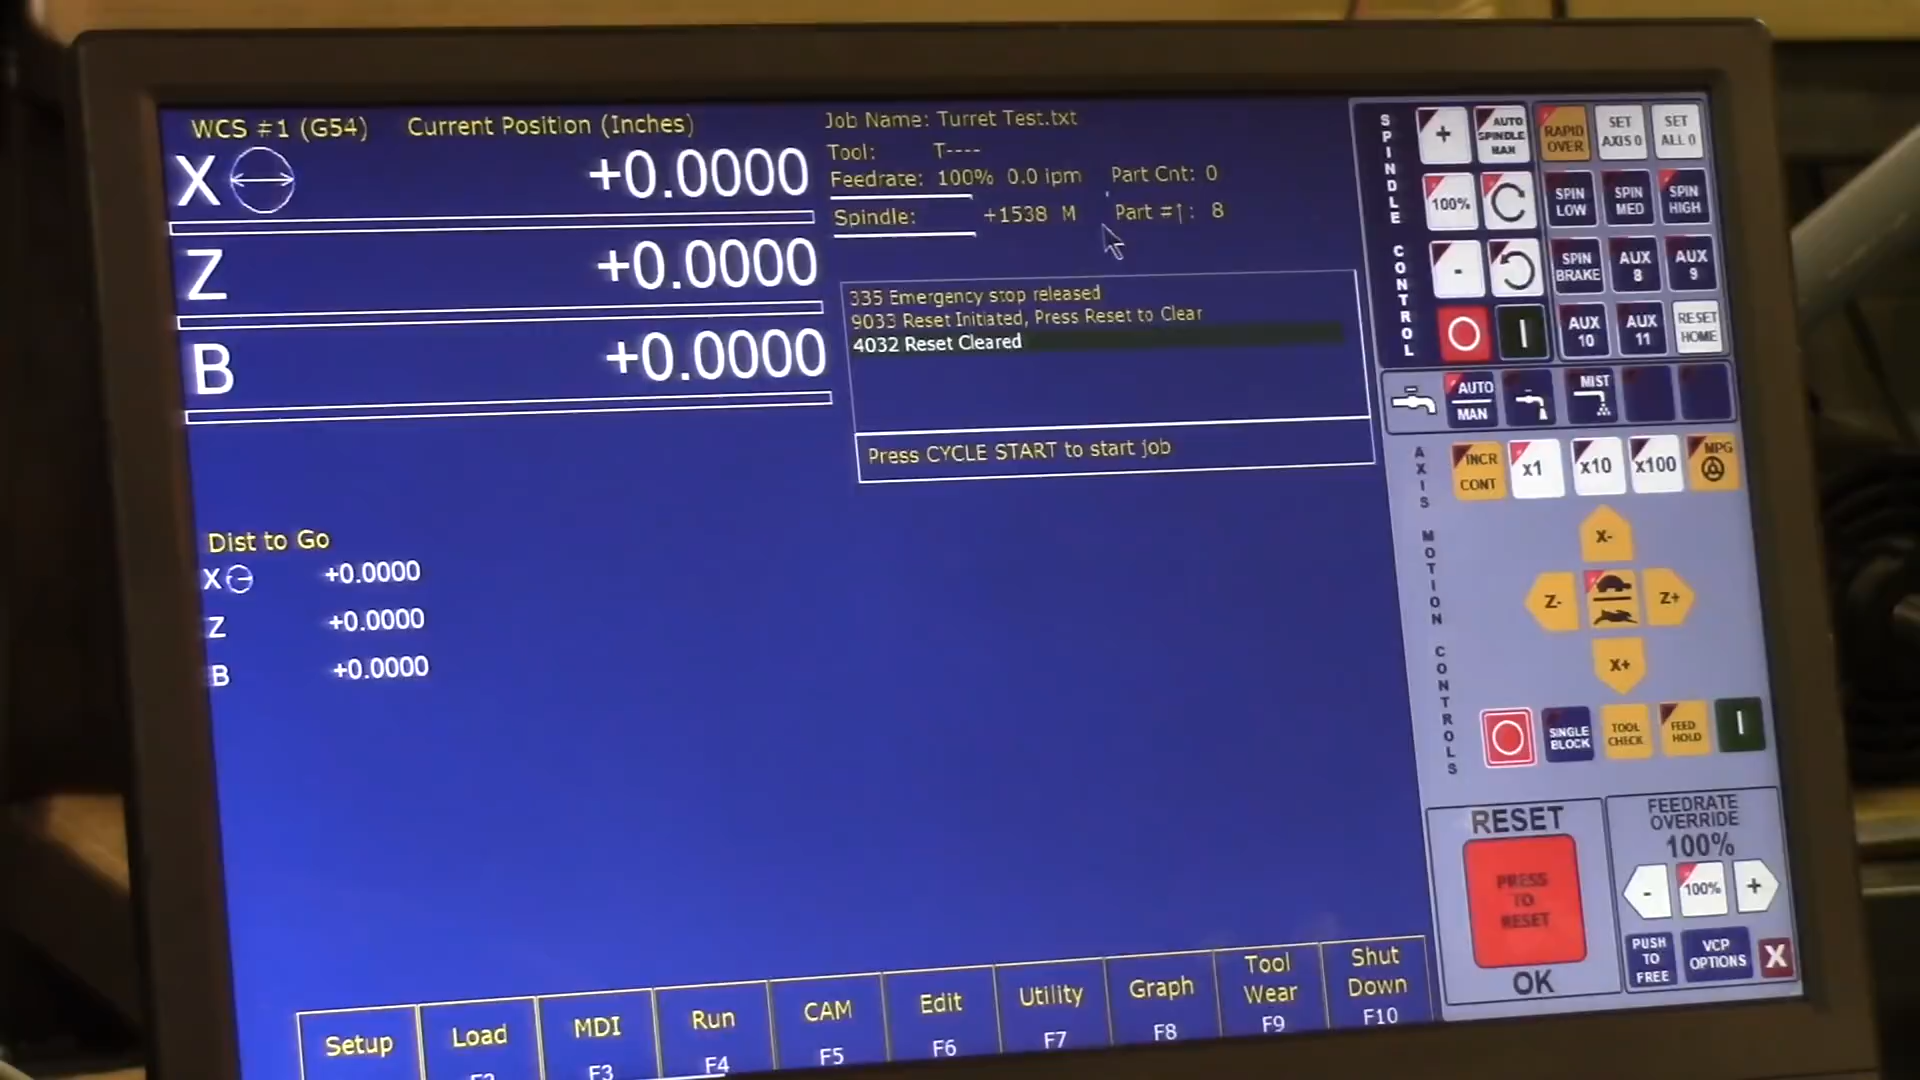 WCS #1 (G54) Current Position (Inches)
X +0.0000
Z +0.0000
B +0.0000
Dist to Go
X +0.0000
Z +0.0000
B +0.0000
Job Name: Turret Test.txt
Tool: T----
Feedrate: 100% 0.0 ipm Part Cnt: 0
Spindle: +1538 M Part #↑: 8
335 Emergency stop released
9033 Reset Initiated, Press Reset to Clear
4032 Reset Cleared
Press CYCLE START to start job
Setup
Load
F2
MDI
F3
Run
F4
CAM
F5
Edit
F6
Utility
F7
Graph
F8
Tool
Wear
F9
Shut
Down
F10
SPINDLE CONTROL
+
AUTO
SPINDLE
MAN
RAPID
OVER
SET
AXIS 0
SET
ALL 0
100%
SPIN
LOW
SPIN
MED
SPIN
HIGH
-
SPIN
BRAKE
AUX
8
AUX
9
AUX
10
AUX
11
RESET
HOME
AUTO
MAN
MIST
AXIS MOTION CONTROLS
INCR
CONT
x1
x10
x100
MPG
X-
Z-
Z+
X+
SINGLE
BLOCK
TOOL
CHECK
FEED
HOLD
RESET
PRESS
TO
RESET
OK
FEEDRATE
OVERRIDE
100%
-
100%
+
PUSH
TO
FREE
VCP
OPTIONS
X